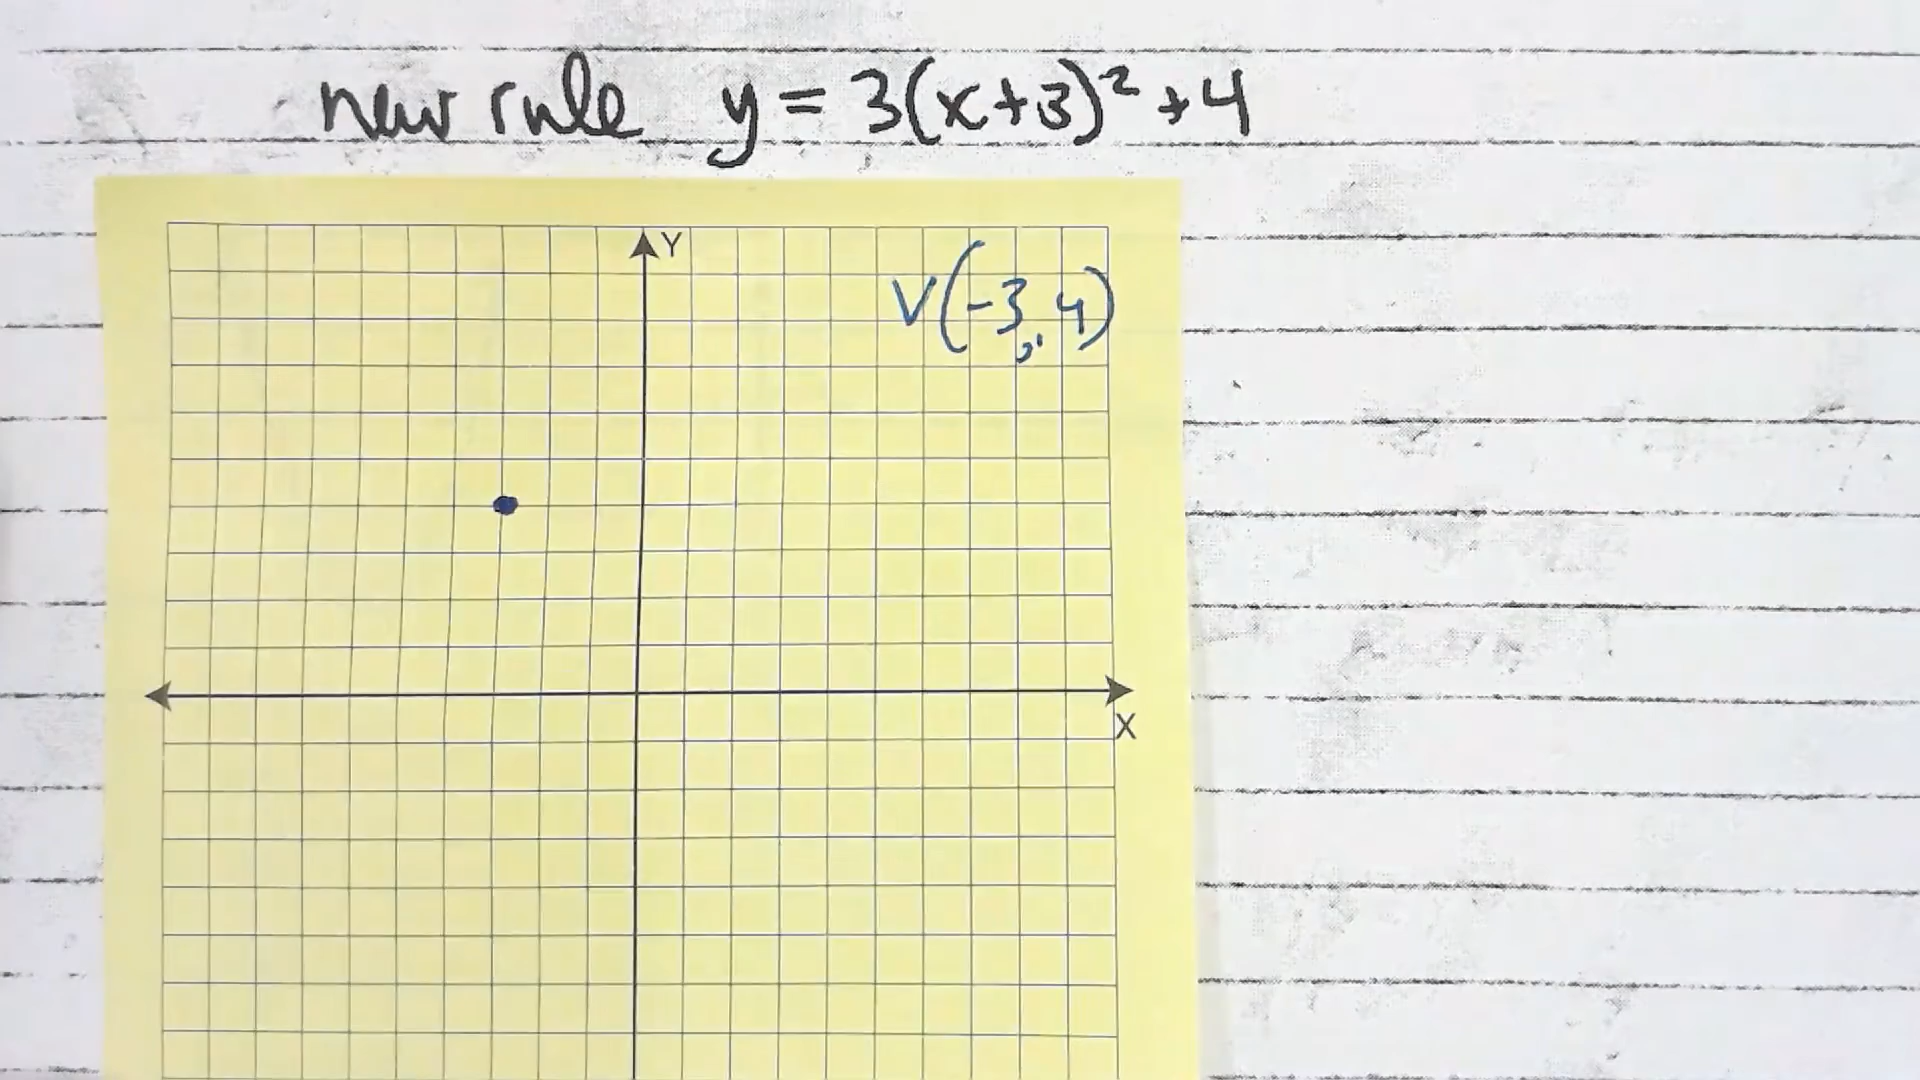 new rule y = 3(x+3)² + 4
Y
V(-3, 4)
X